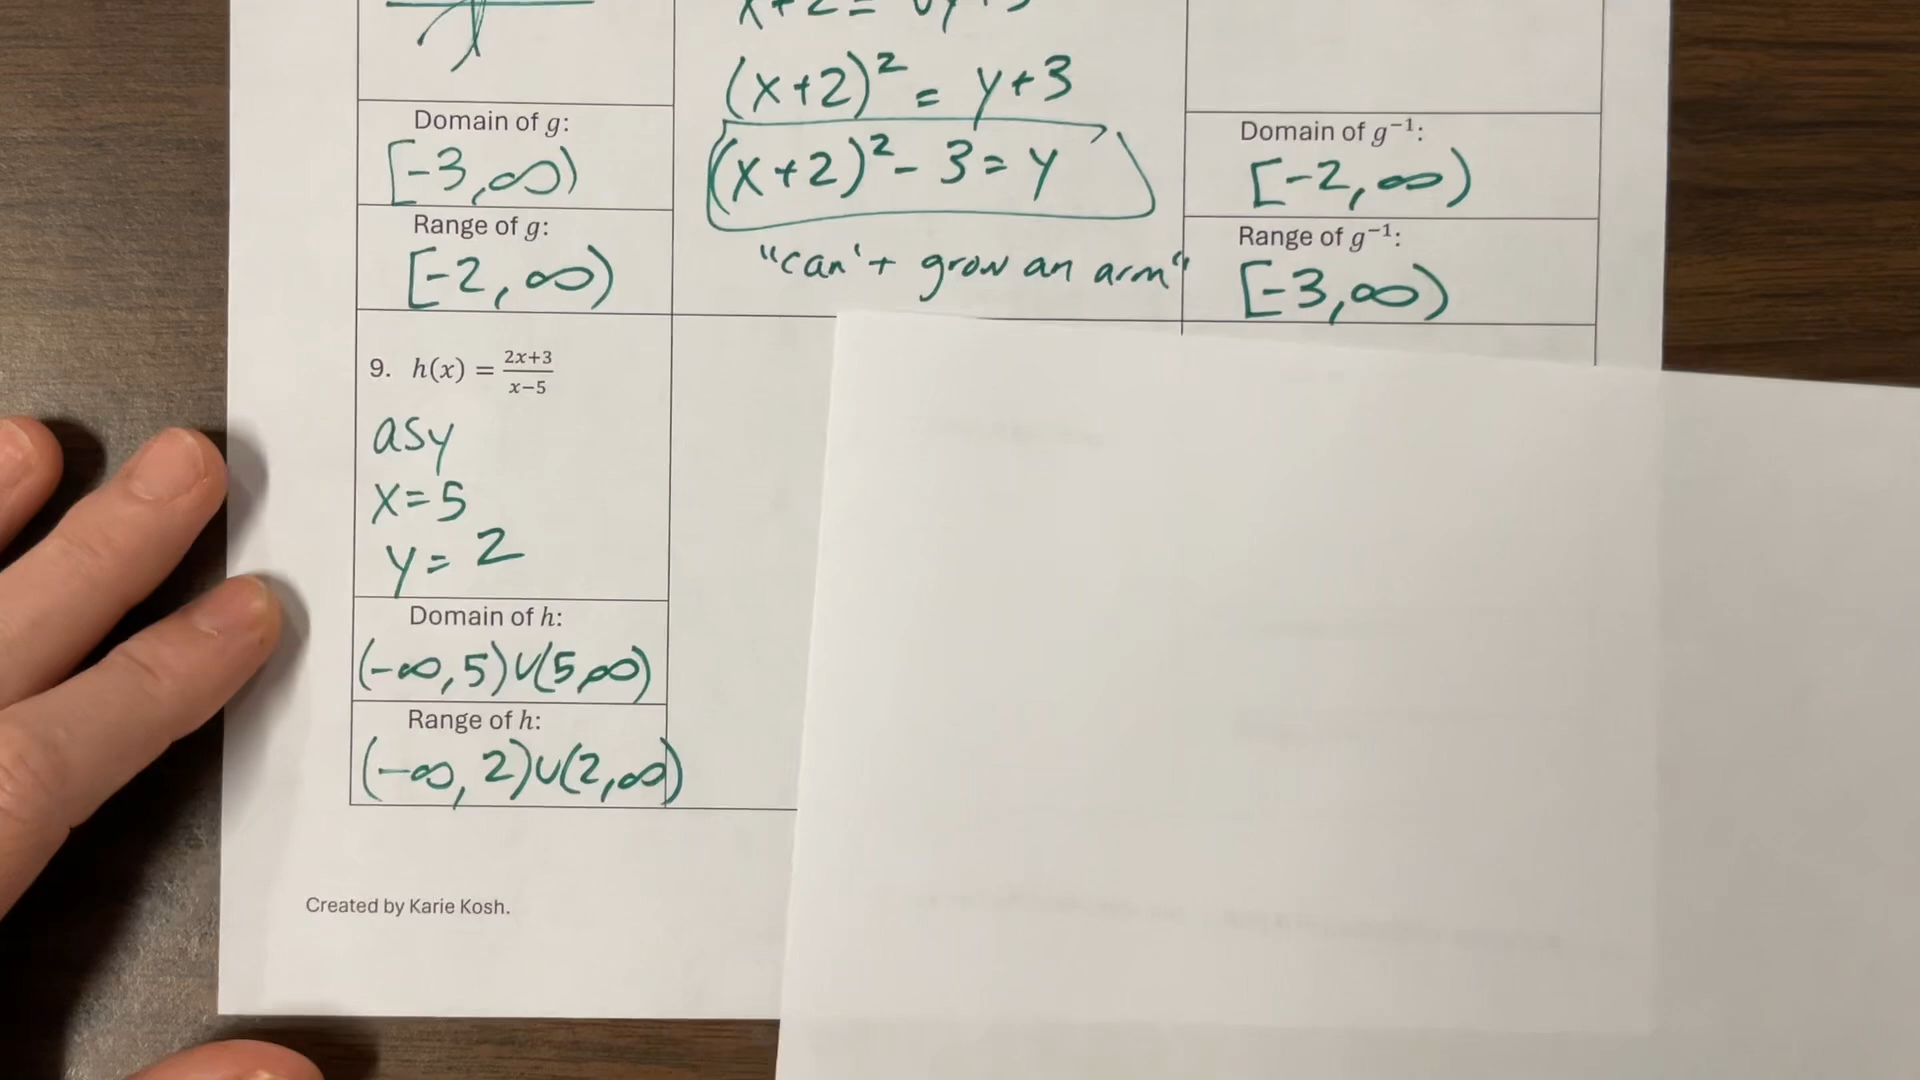 (x+2)² = y+3
(x+2)² - 3 = y
"can't grow an arm"
Domain of g:
[-3,∞)
Range of g:
[-2,∞)
Domain of g⁻¹:
[-2,∞)
Range of g⁻¹:
[-3,∞)
9. h(x) = (2x+3)/(x−5)
asy
x=5
y=2
Domain of h:
(-∞,5)∪(5,∞)
Range of h:
(-∞,2)∪(2,∞)
Created by Karie Kosh.